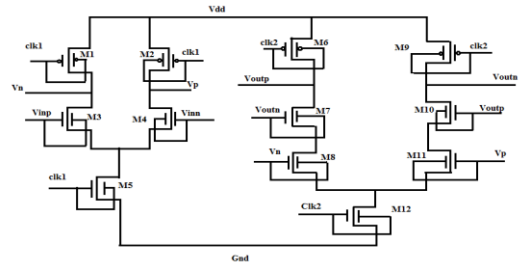 Vdd
clk1 M1 M2 clk1 clk2 M6 M9 clk2
Vn Vp Voutp Voutn
Vinp M3 M4 Vinn Voutn M7 M10 Voutp
Vn M8 M11 Vp
clk1 M5
Clk2 M12
Gnd